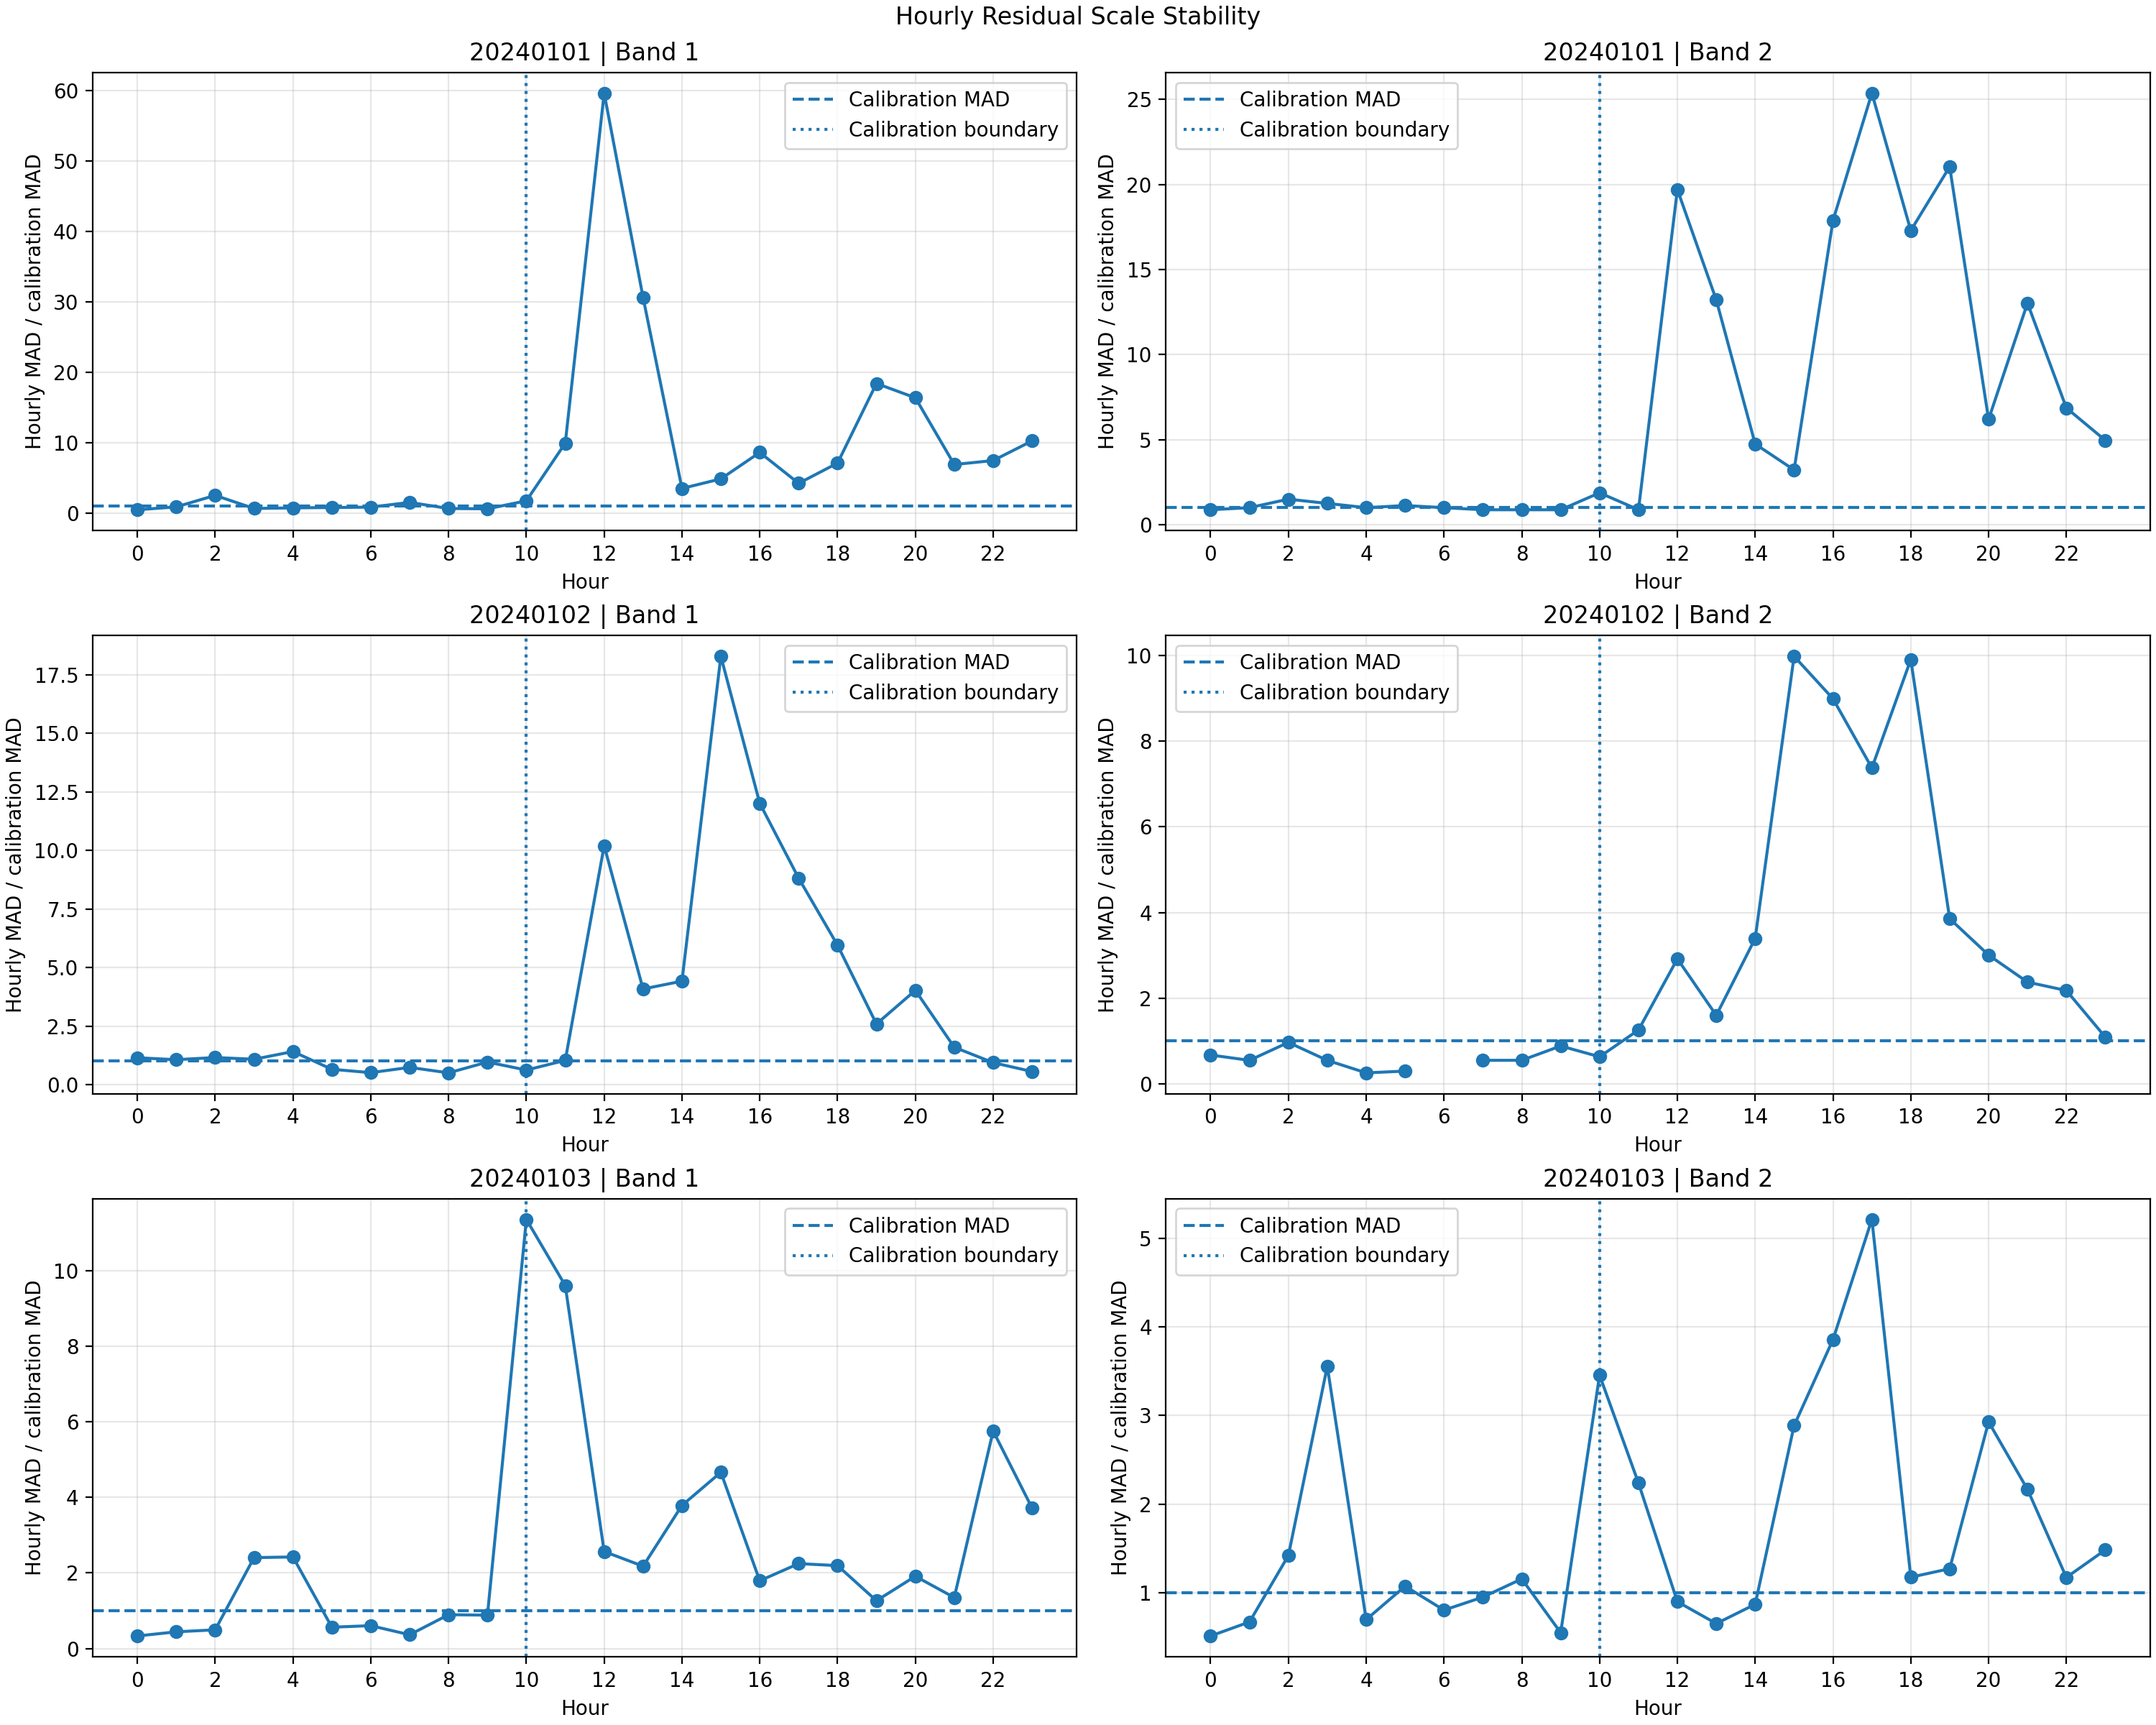 Hourly Residual Scale Stability
20240101 | Band 1
Hourly MAD / calibration MAD
60
50
40
30
20
10
0
Calibration MAD
Calibration boundary
0 2 4 6 8 10 12 14 16 18 20 22
Hour
20240101 | Band 2
Hourly MAD / calibration MAD
25
20
15
10
5
0
Calibration MAD
Calibration boundary
0 2 4 6 8 10 12 14 16 18 20 22
Hour
20240102 | Band 1
Hourly MAD / calibration MAD
17.5
15.0
12.5
10.0
7.5
5.0
2.5
0.0
Calibration MAD
Calibration boundary
0 2 4 6 8 10 12 14 16 18 20 22
Hour
20240102 | Band 2
Hourly MAD / calibration MAD
10
8
6
4
2
0
Calibration MAD
Calibration boundary
0 2 4 6 8 10 12 14 16 18 20 22
Hour
20240103 | Band 1
Hourly MAD / calibration MAD
10
8
6
4
2
0
Calibration MAD
Calibration boundary
0 2 4 6 8 10 12 14 16 18 20 22
Hour
20240103 | Band 2
Hourly MAD / calibration MAD
5
4
3
2
1
Calibration MAD
Calibration boundary
0 2 4 6 8 10 12 14 16 18 20 22
Hour